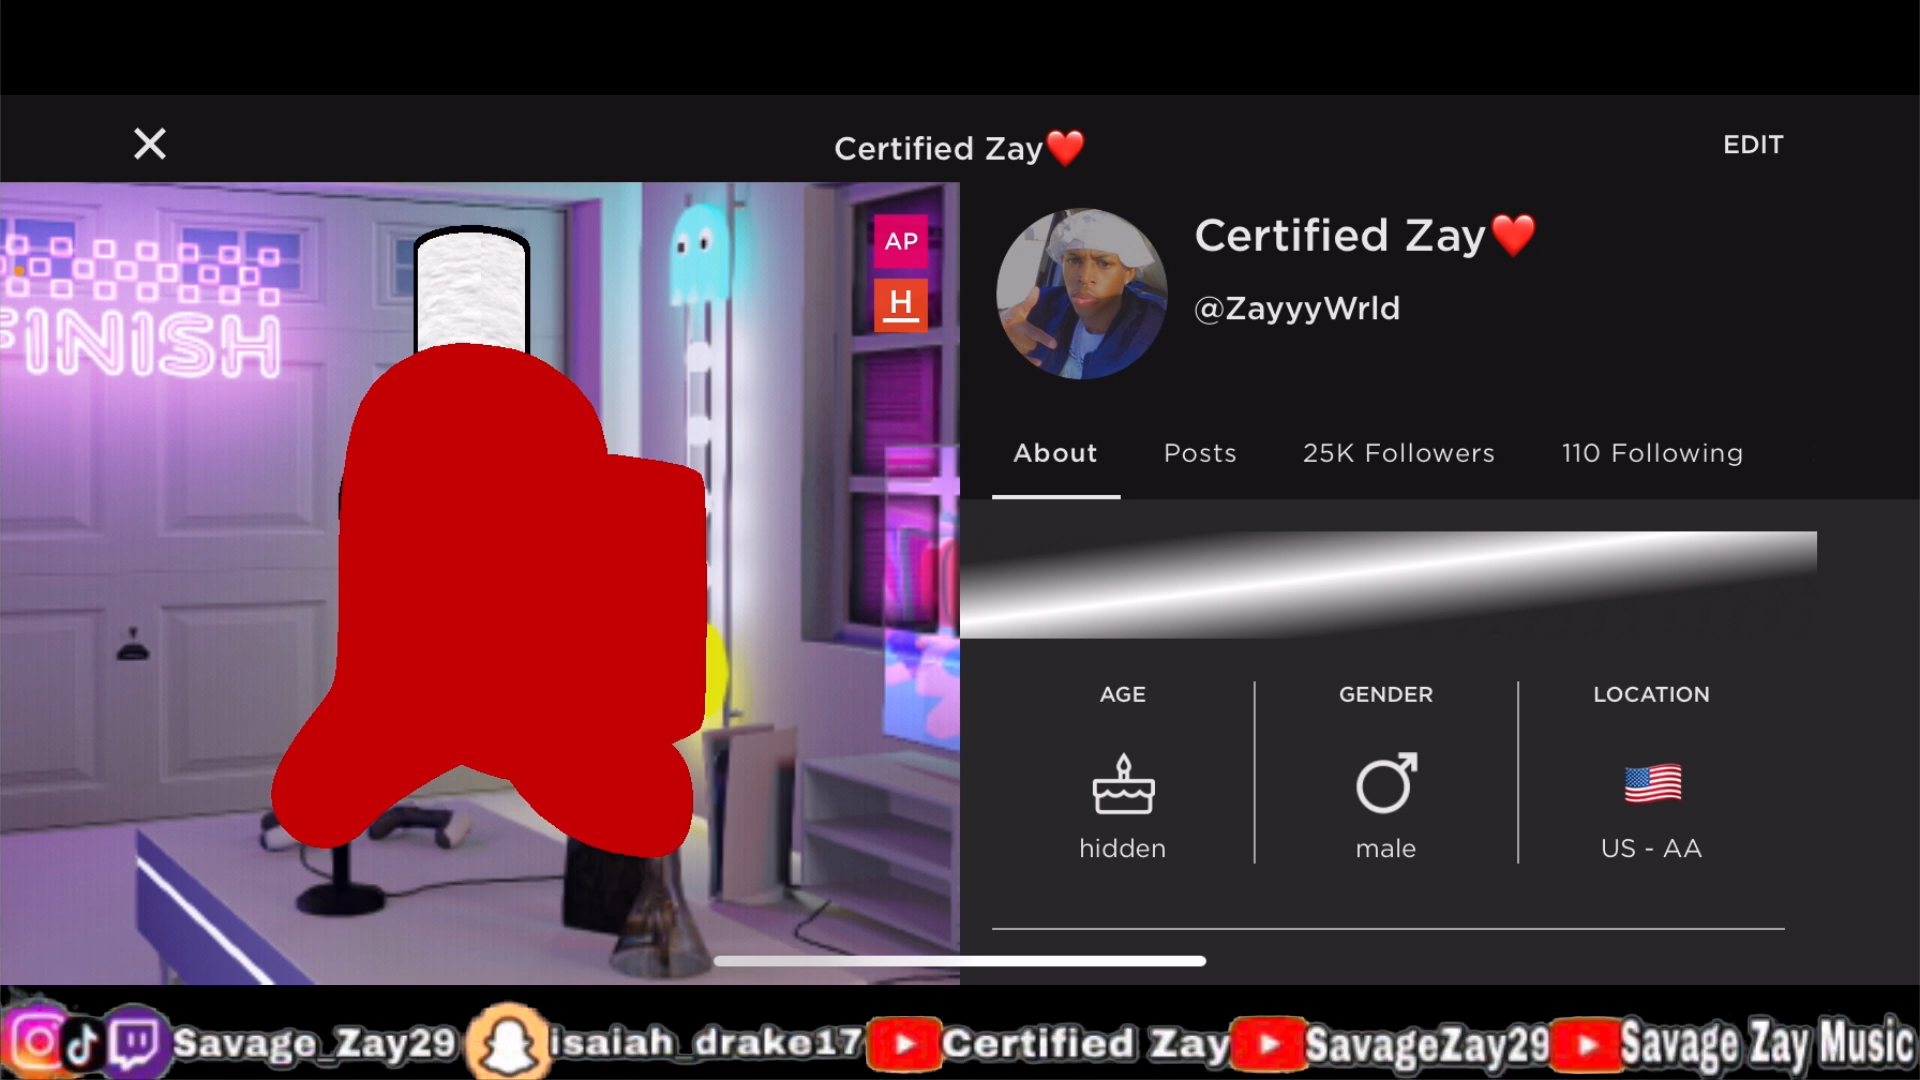 Certified Zay❤️
EDIT
FINISH
AP
H
Certified Zay❤️
@ZayyyWrld
About Posts 25K Followers 110 Following
AGE GENDER LOCATION
hidden male US - AA
Savage_Zay29 isaiah_drake17 Certified Zay SavageZay29 Savage Zay Music